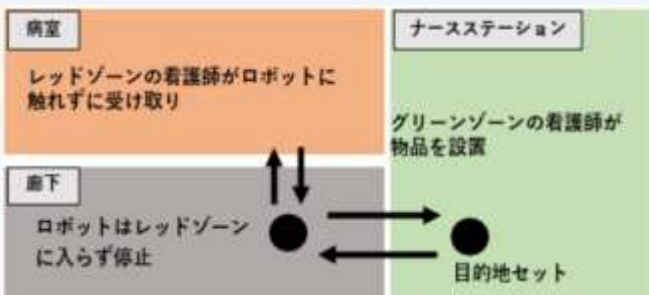 病室
レッドゾーンの看護師がロボットに
触れずに受け取り
ナースステーション
グリーンゾーンの看護師が
物品を設置
廊下
ロボットはレッドゾーン
に入らず停止
目的地セット